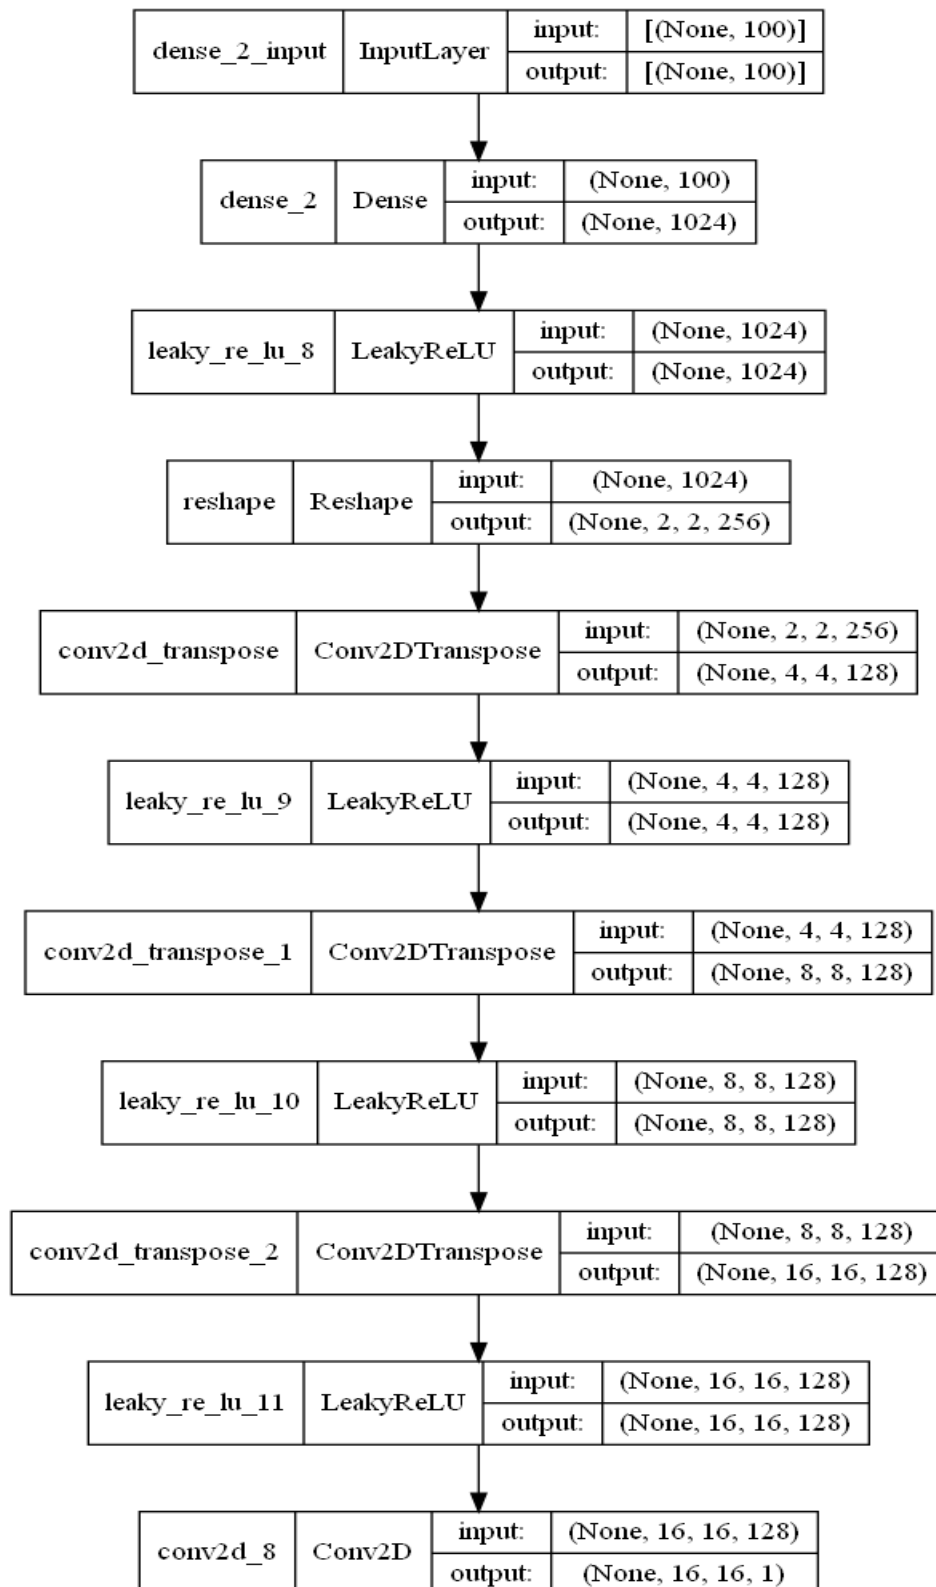 dense_2_input InputLayer input: [(None, 100)]
output: [(None, 100)]
dense_2 Dense input: (None, 100)
output: (None, 1024)
leaky_re_lu_8 LeakyReLU input: (None, 1024)
output: (None, 1024)
reshape Reshape input: (None, 1024)
output: (None, 2, 2, 256)
conv2d_transpose Conv2DTranspose input: (None, 2, 2, 256)
output: (None, 4, 4, 128)
leaky_re_lu_9 LeakyReLU input: (None, 4, 4, 128)
output: (None, 4, 4, 128)
conv2d_transpose_1 Conv2DTranspose input: (None, 4, 4, 128)
output: (None, 8, 8, 128)
leaky_re_lu_10 LeakyReLU input: (None, 8, 8, 128)
output: (None, 8, 8, 128)
conv2d_transpose_2 Conv2DTranspose input: (None, 8, 8, 128)
output: (None, 16, 16, 128)
leaky_re_lu_11 LeakyReLU input: (None, 16, 16, 128)
output: (None, 16, 16, 128)
conv2d_8 Conv2D input: (None, 16, 16, 128)
output: (None, 16, 16, 1)